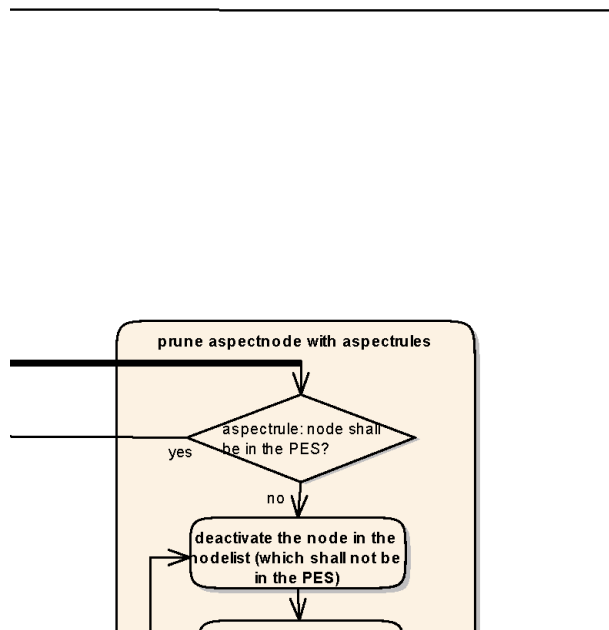 prune aspectnode with aspectrules
aspectrule: node shall
be in the PES?
yes
no
deactivate the node in the
nodelist (which shall not be
in the PES)